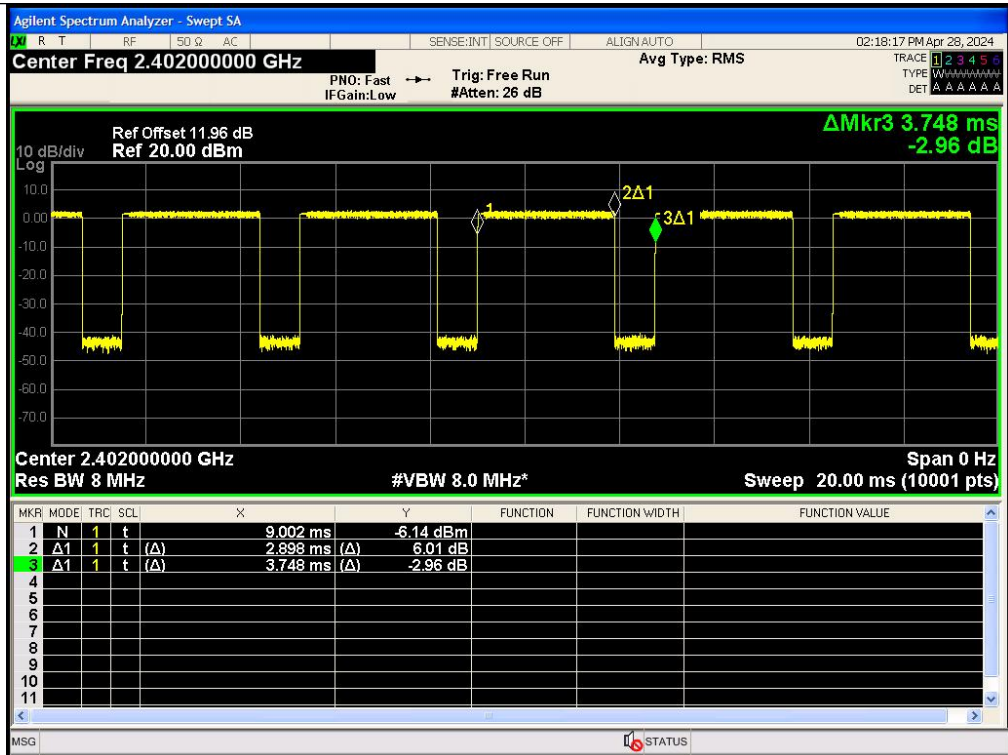 Agilent Spectrum Analyzer - Swept SA
LXI R T RF 50 Ω AC SENSE:INT SOURCE OFF ALIGN AUTO 02:18:17 PM Apr 28, 2024
Center Freq 2.402000000 GHz Avg Type: RMS TRACE 1 2 3 4 5 6
PNO: Fast Trig: Free Run TYPE WWWWWW
IFGain:Low #Atten: 26 dB DET A A A A A A
ΔMkr3 3.748 ms
Ref Offset 11.96 dB
10 dB/div Ref 20.00 dBm -2.96 dB
Log
10.0
0.00
-10.0
-20.0
-30.0
-40.0
-50.0
-60.0
-70.0
1
2Δ1
3Δ1
Center 2.402000000 GHz Span 0 Hz
Res BW 8 MHz #VBW 8.0 MHz* Sweep 20.00 ms (10001 pts)
MKR MODE TRC SCL X Y FUNCTION FUNCTION WIDTH FUNCTION VALUE
1 N 1 t 9.002 ms -6.14 dBm
2 Δ1 1 t (Δ) 2.898 ms (Δ) 6.01 dB
3 Δ1 1 t (Δ) 3.748 ms (Δ) -2.96 dB
4
5
6
7
8
9
10
11
MSG STATUS